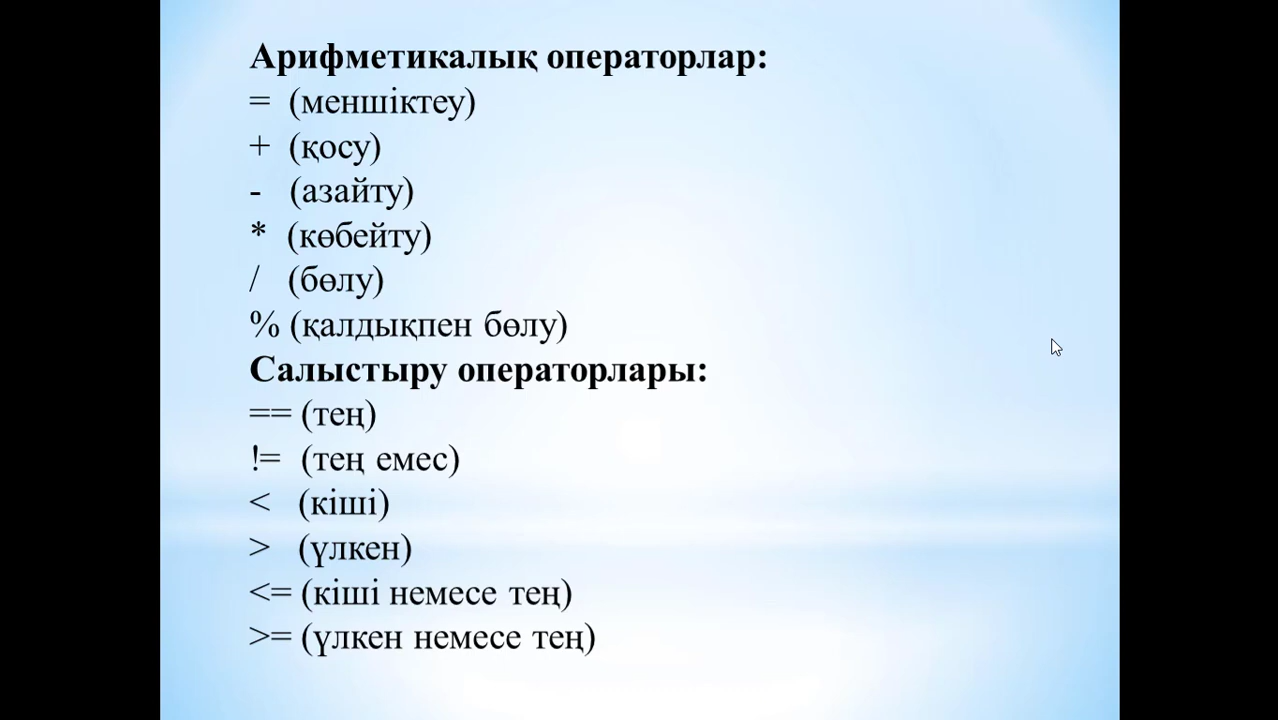 Арифметикалық операторлар:
= (меншіктеу)
+ (қосу)
- (азайту)
* (көбейту)
/ (бөлу)
% (қалдықпен бөлу)
Салыстыру операторлары:
== (тең)
!= (тең емес)
< (кіші)
> (үлкен)
<= (кіші немесе тең)
>= (үлкен немесе тең)